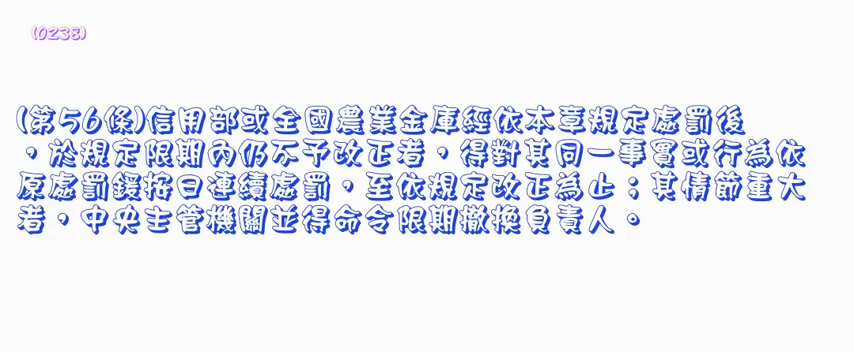 (0238)
(第56條)信用部或全國農業金庫經依本章規定處罰後
，於規定限期內仍不予改正者，得對其同一事實或行為依
原處罰鍰按日連續處罰，至依規定改正為止；其情節重大
者，中央主管機關並得命令限期撤換負責人。